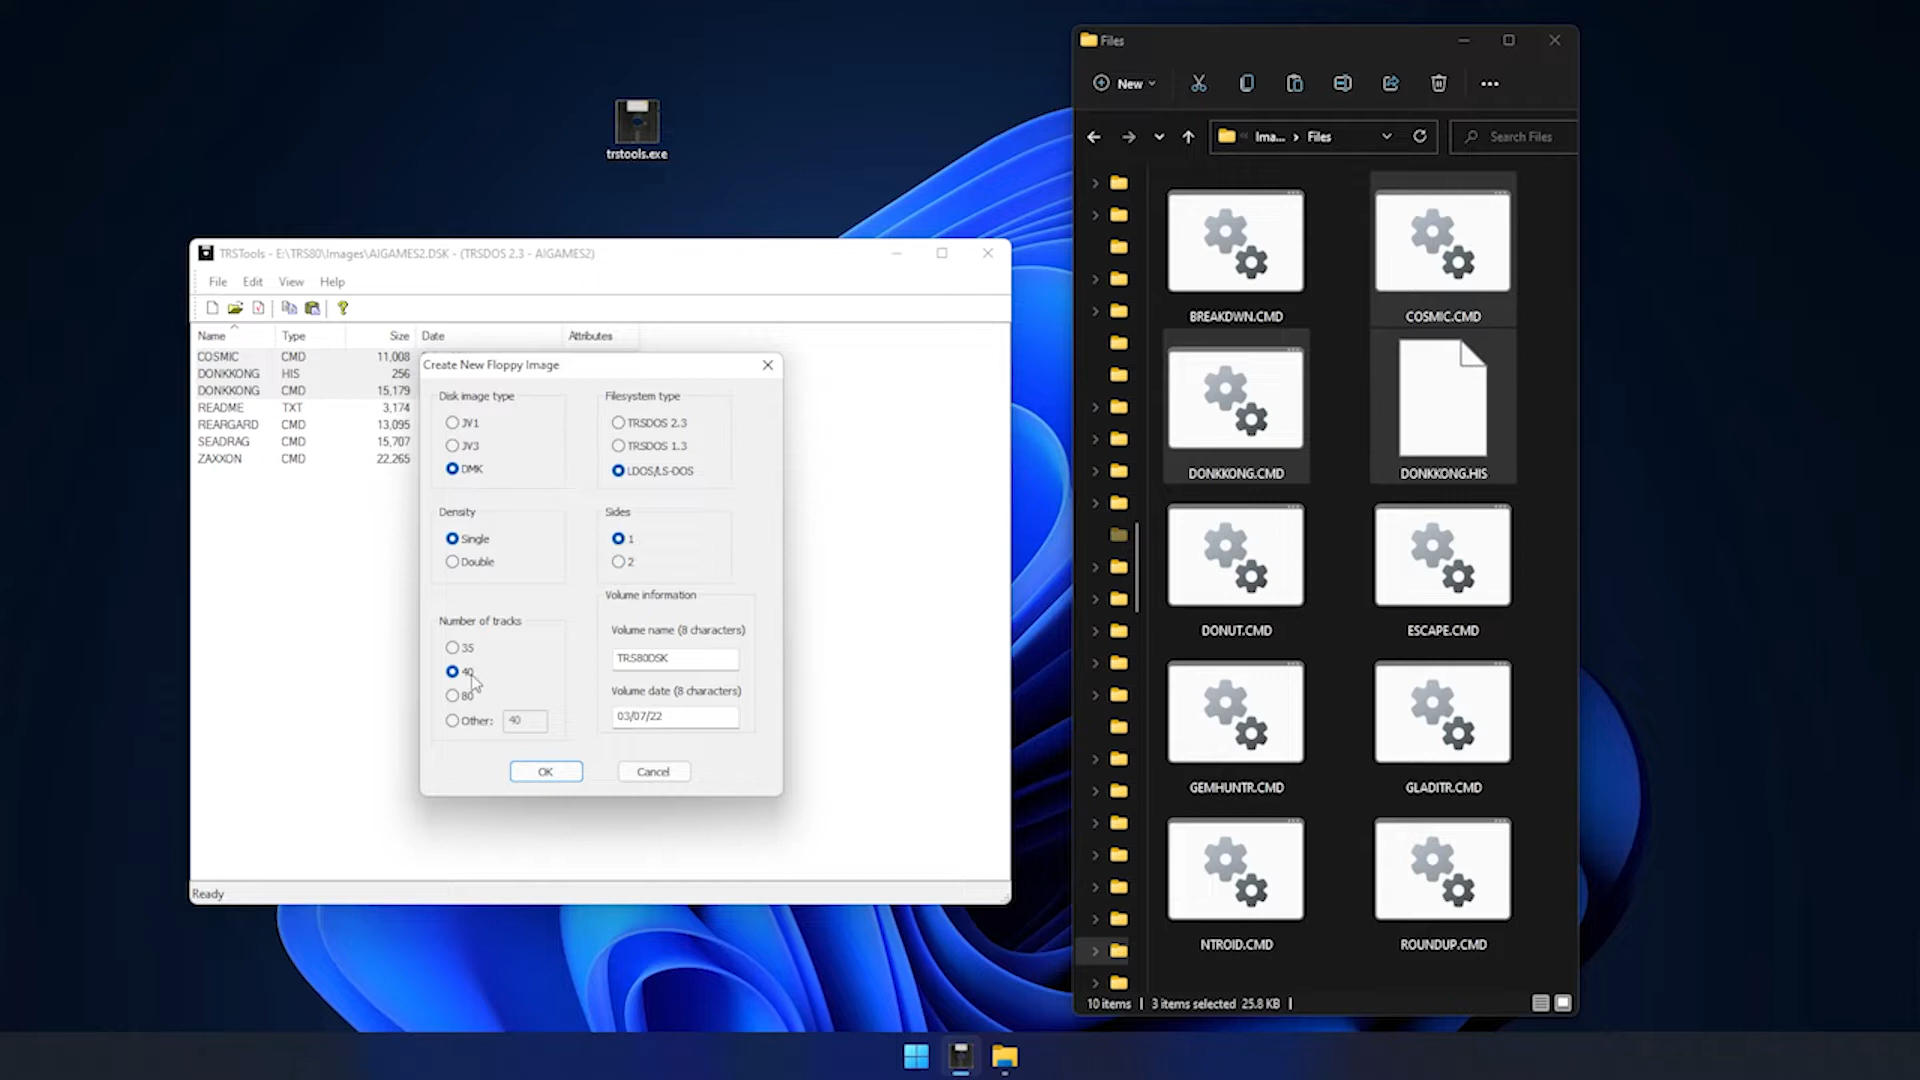 trstools.exe
TRSTools - E:\TRS80\Images\AIGAMES2.DSK - (TRSDOS 2.3 - AIGAMES2)
File Edit View Help
Name Type Size Date Attributes
COSMIC CMD 11,008
DONKKONG HIS 256
DONKKONG CMD 15,179
README TXT 3,174
REARGARD CMD 13,095
SEADRAG CMD 15,707
ZAXXON CMD 22,265
Ready
Create New Floppy Image
Disk image type
JV1
JV3
DMK
Filesystem type
TRSDOS 2.3
TRSDOS 1.3
LDOS/LS-DOS
Density
Single
Double
Sides
1
2
Number of tracks
35
40
80
Other: 40
Volume information
Volume name (8 characters)
TRS80DSK
Volume date (8 characters)
03/07/22
OK Cancel
Files
New
Ima... Files
Search Files
BREAKDWN.CMD COSMIC.CMD
DONKKONG.CMD DONKKONG.HIS
DONUT.CMD ESCAPE.CMD
GEMHUNTR.CMD GLADITR.CMD
NTROID.CMD ROUNDUP.CMD
10 items | 3 items selected 25.8 KB |